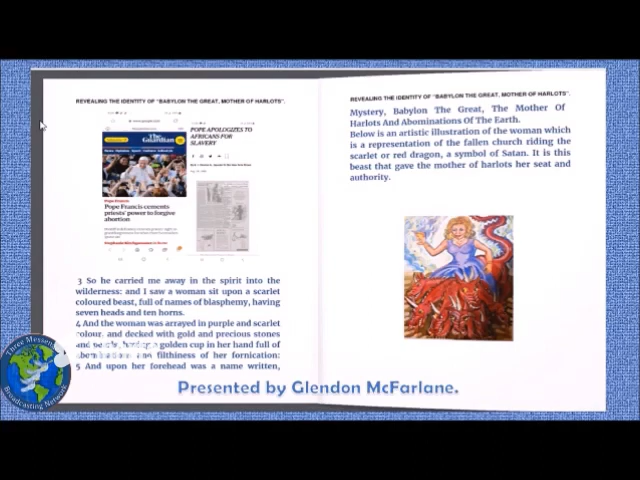 REVEALING THE IDENTITY OF "BABYLON THE GREAT, MOTHER OF HARLOTS".
The Guardian
Pope Francis
Pope Francis cements
priests' power to forgive
abortion
POPE APOLOGIZES TO
AFRICANS FOR
SLAVERY
3 So he carried me away in the spirit into the
wilderness: and I saw a woman sit upon a scarlet
coloured beast, full of names of blasphemy, having
seven heads and ten horns.
4 And the woman was arrayed in purple and scarlet
colour, and decked with gold and precious stones
and golden cup in her hand full of
filthiness of her fornication:
5 And upon her forehead was a name written,
REVEALING THE IDENTITY OF "BABYLON THE GREAT, MOTHER OF HARLOTS".
Mystery, Babylon The Great, The Mother Of
Harlots And Abominations Of The Earth.
Below is an artistic illustration of the woman which
is a representation of the fallen church riding the
scarlet or red dragon, a symbol of Satan. It is this
beast that gave the mother of harlots her seat and
authority.
Three Messengers
Broadcasting Network
Presented by Glendon McFarlane.